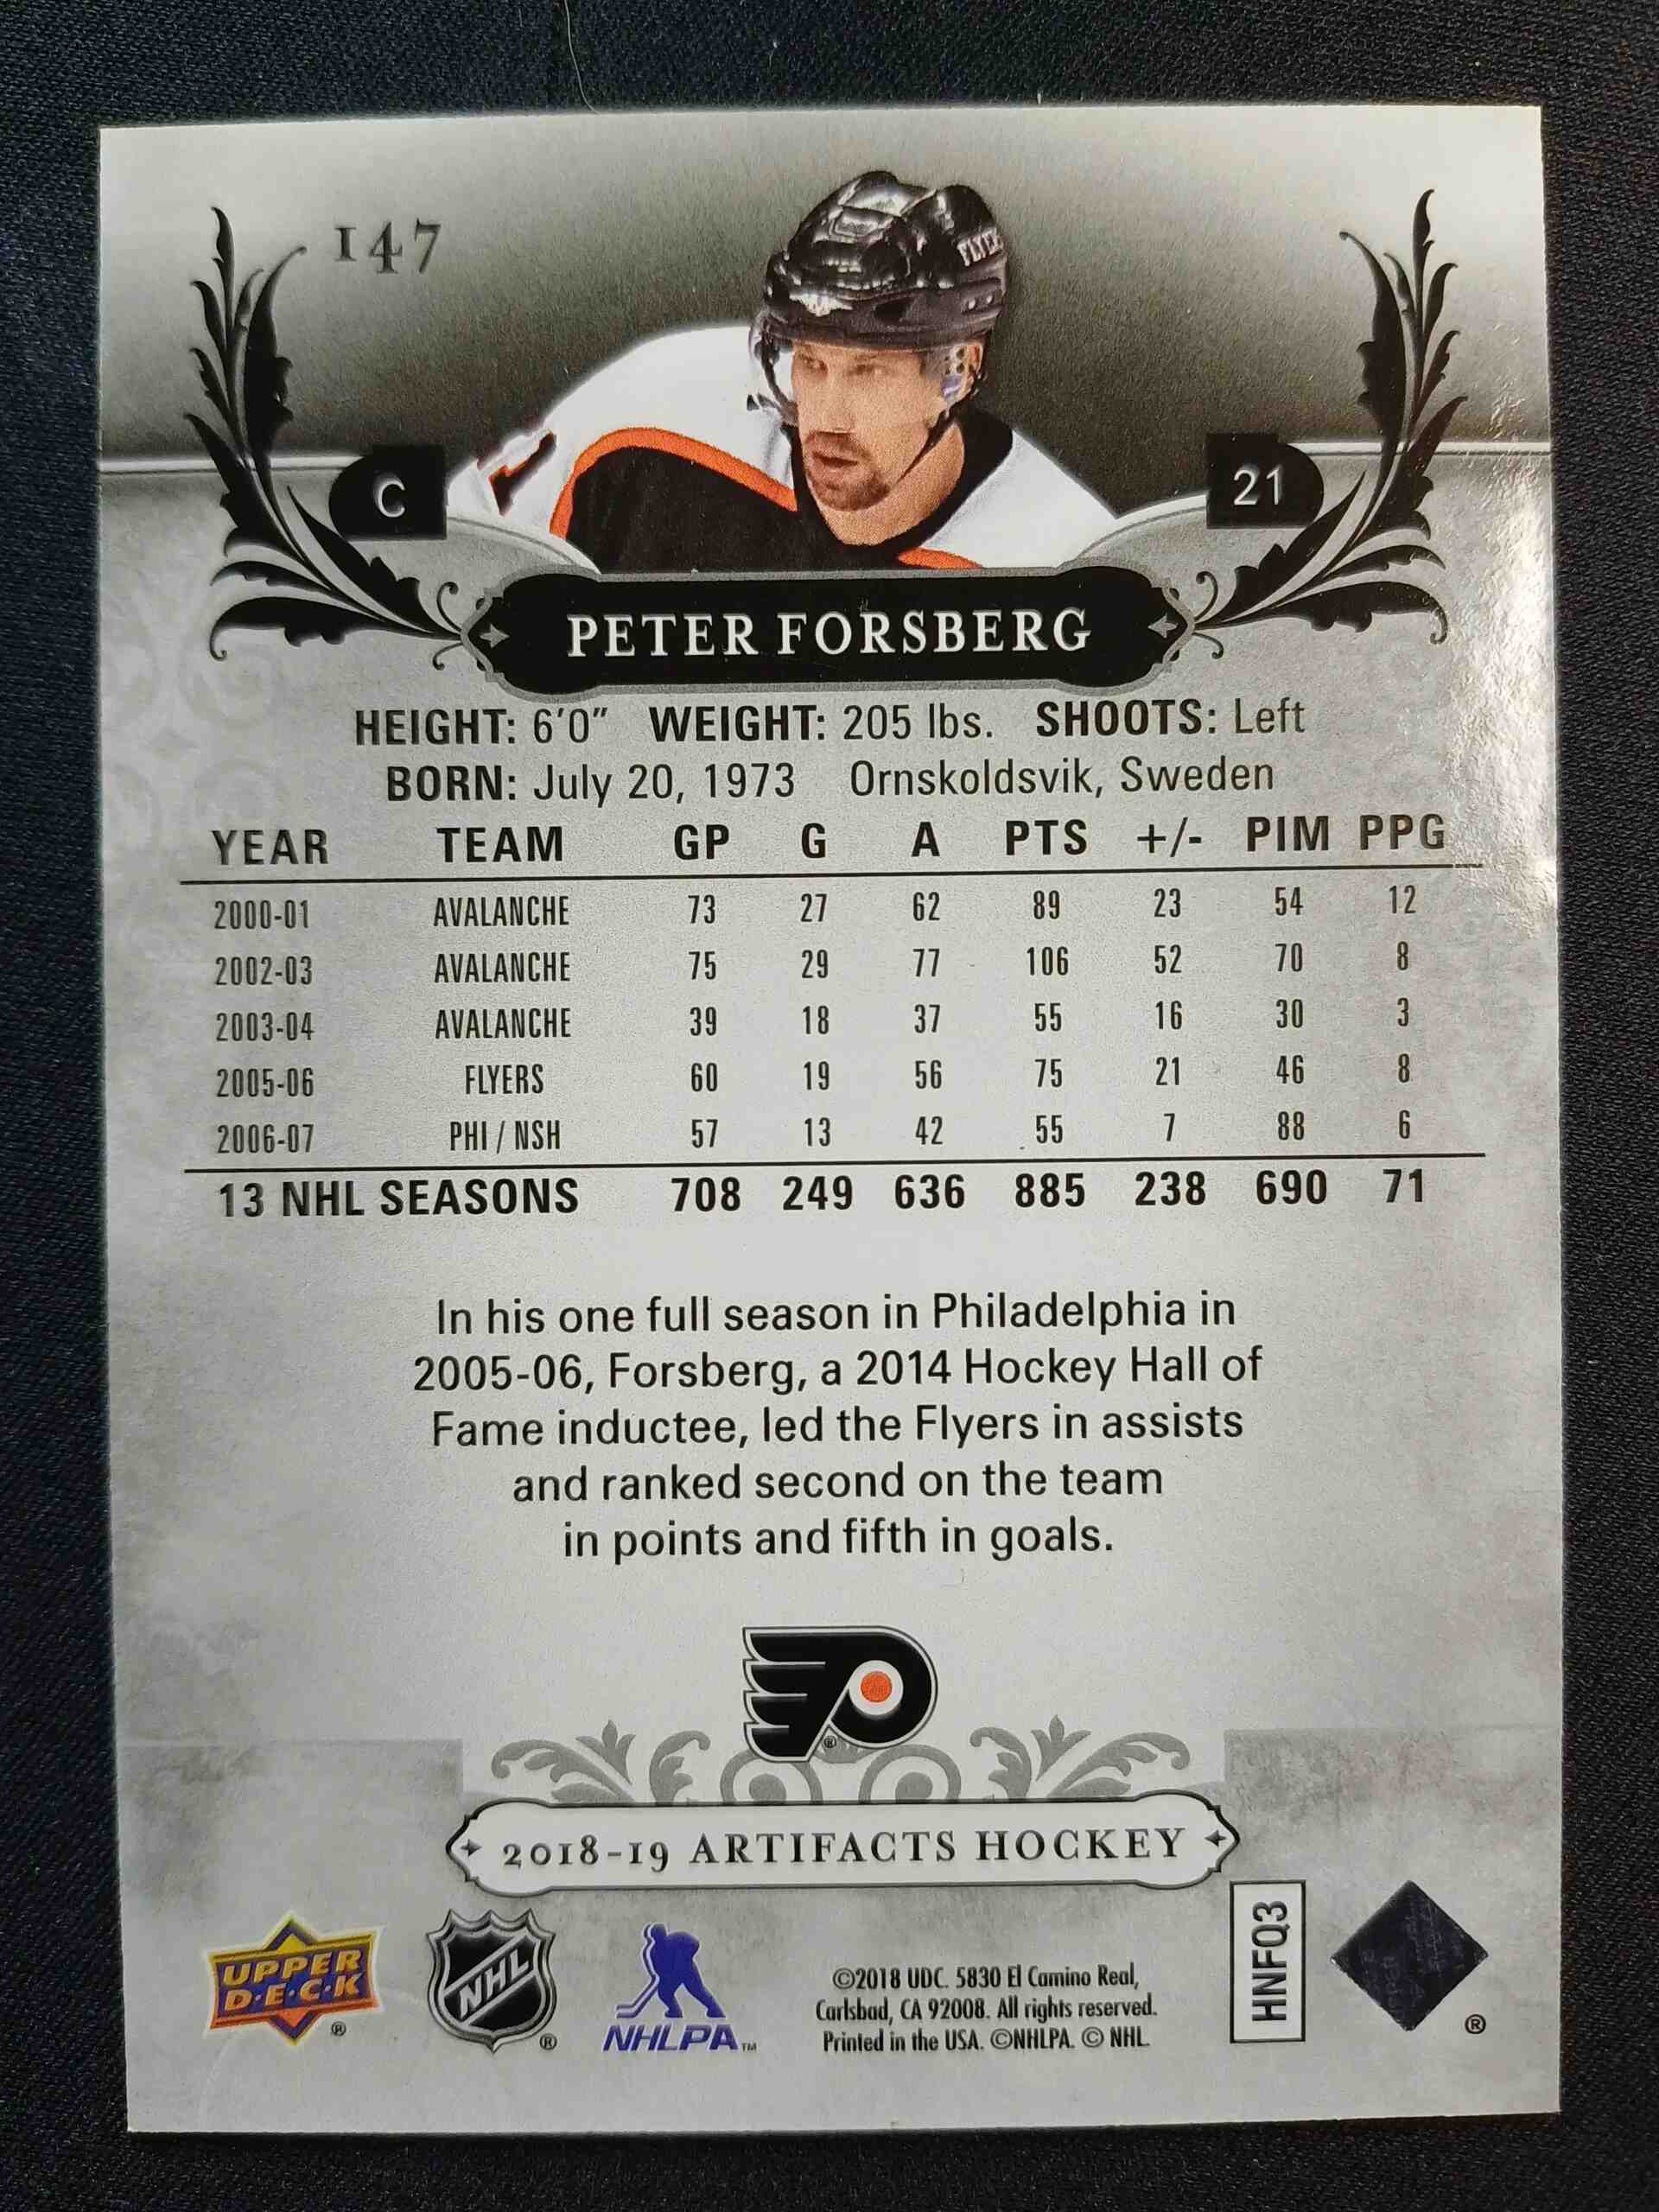 147
FLYERS
C
21
PETER FORSBERG
HEIGHT: 6'0" WEIGHT: 205 lbs. SHOOTS: Left
BORN: July 20, 1973 Ornskoldsvik, Sweden
YEAR TEAM GP G A PTS +/- PIM PPG
2000-01 AVALANCHE 73 27 62 89 23 54 12
2002-03 AVALANCHE 75 29 77 106 52 70 8
2003-04 AVALANCHE 39 18 37 55 16 30 3
2005-06 FLYERS 60 19 56 75 21 46 8
2006-07 PHI / NSH 57 13 42 55 7 88 6
13 NHL SEASONS 708 249 636 885 238 690 71
In his one full season in Philadelphia in
2005-06, Forsberg, a 2014 Hockey Hall of
Fame inductee, led the Flyers in assists
and ranked second on the team
in points and fifth in goals.
®
2018-19 ARTIFACTS HOCKEY
UPPER
D·E·C·K
®
NHL
®
NHLPA™
©2018 UDC. 5830 El Camino Real,
Carlsbad, CA 92008. All rights reserved.
Printed in the USA. ©NHLPA. © NHL
HNFQ3
®